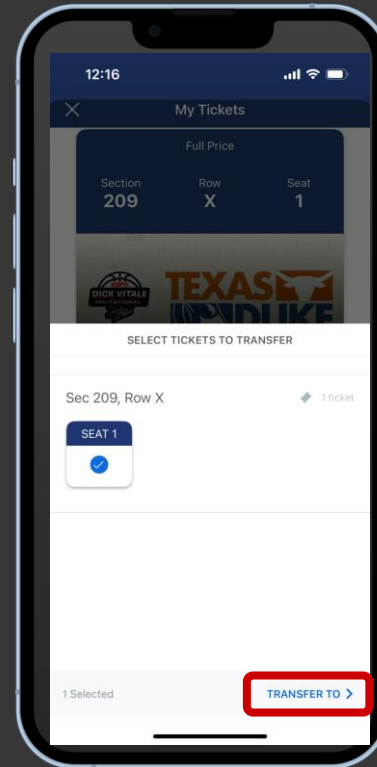 12:16
My Tickets
Full Price
Section Row Seat
209 X 1
DICK VITALE
INVITATIONAL
TEXAS
DUKE
SELECT TICKETS TO TRANSFER
Sec 209, Row X 1 ticket
SEAT 1
1 Selected TRANSFER TO >